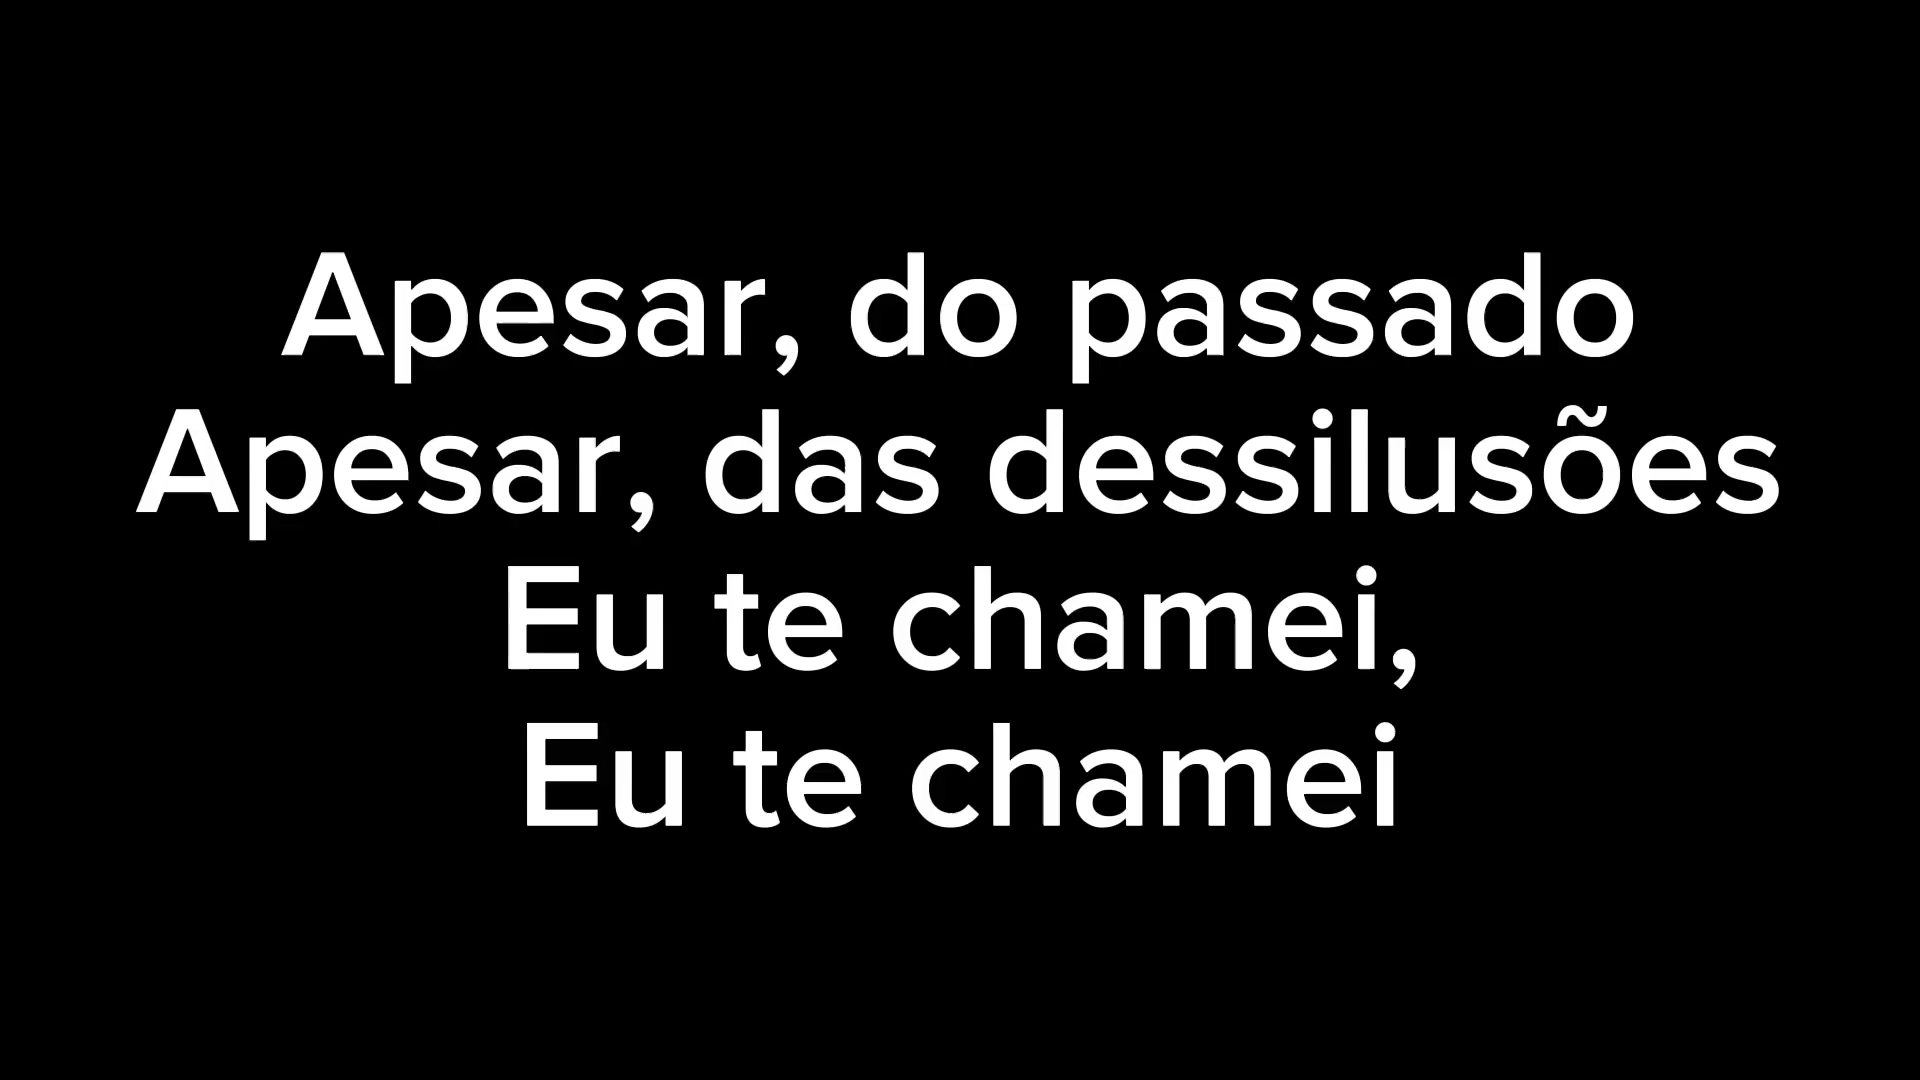 Apesar, do passado
Apesar, das dessilusões
Eu te chamei,
Eu te chamei